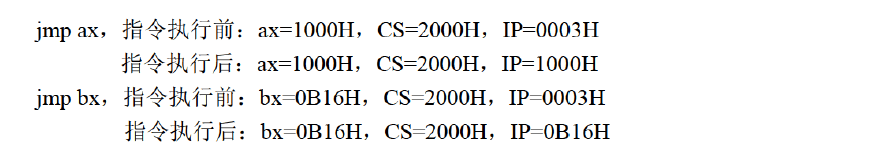 jmp ax，指令执行前：ax=1000H，CS=2000H，IP=0003H
指令执行后：ax=1000H，CS=2000H，IP=1000H
jmp bx，指令执行前：bx=0B16H，CS=2000H，IP=0003H
指令执行后：bx=0B16H，CS=2000H，IP=0B16H